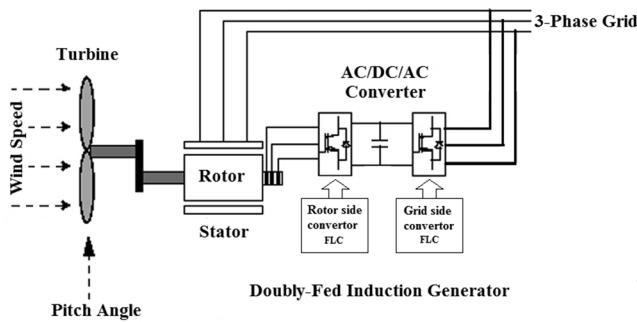 3-Phase Grid
Turbine
AC/DC/AC
Converter
Wind Speed
Rotor
Stator
Rotor side
convertor
FLC
Grid side
convertor
FLC
Pitch Angle
Doubly-Fed Induction Generator